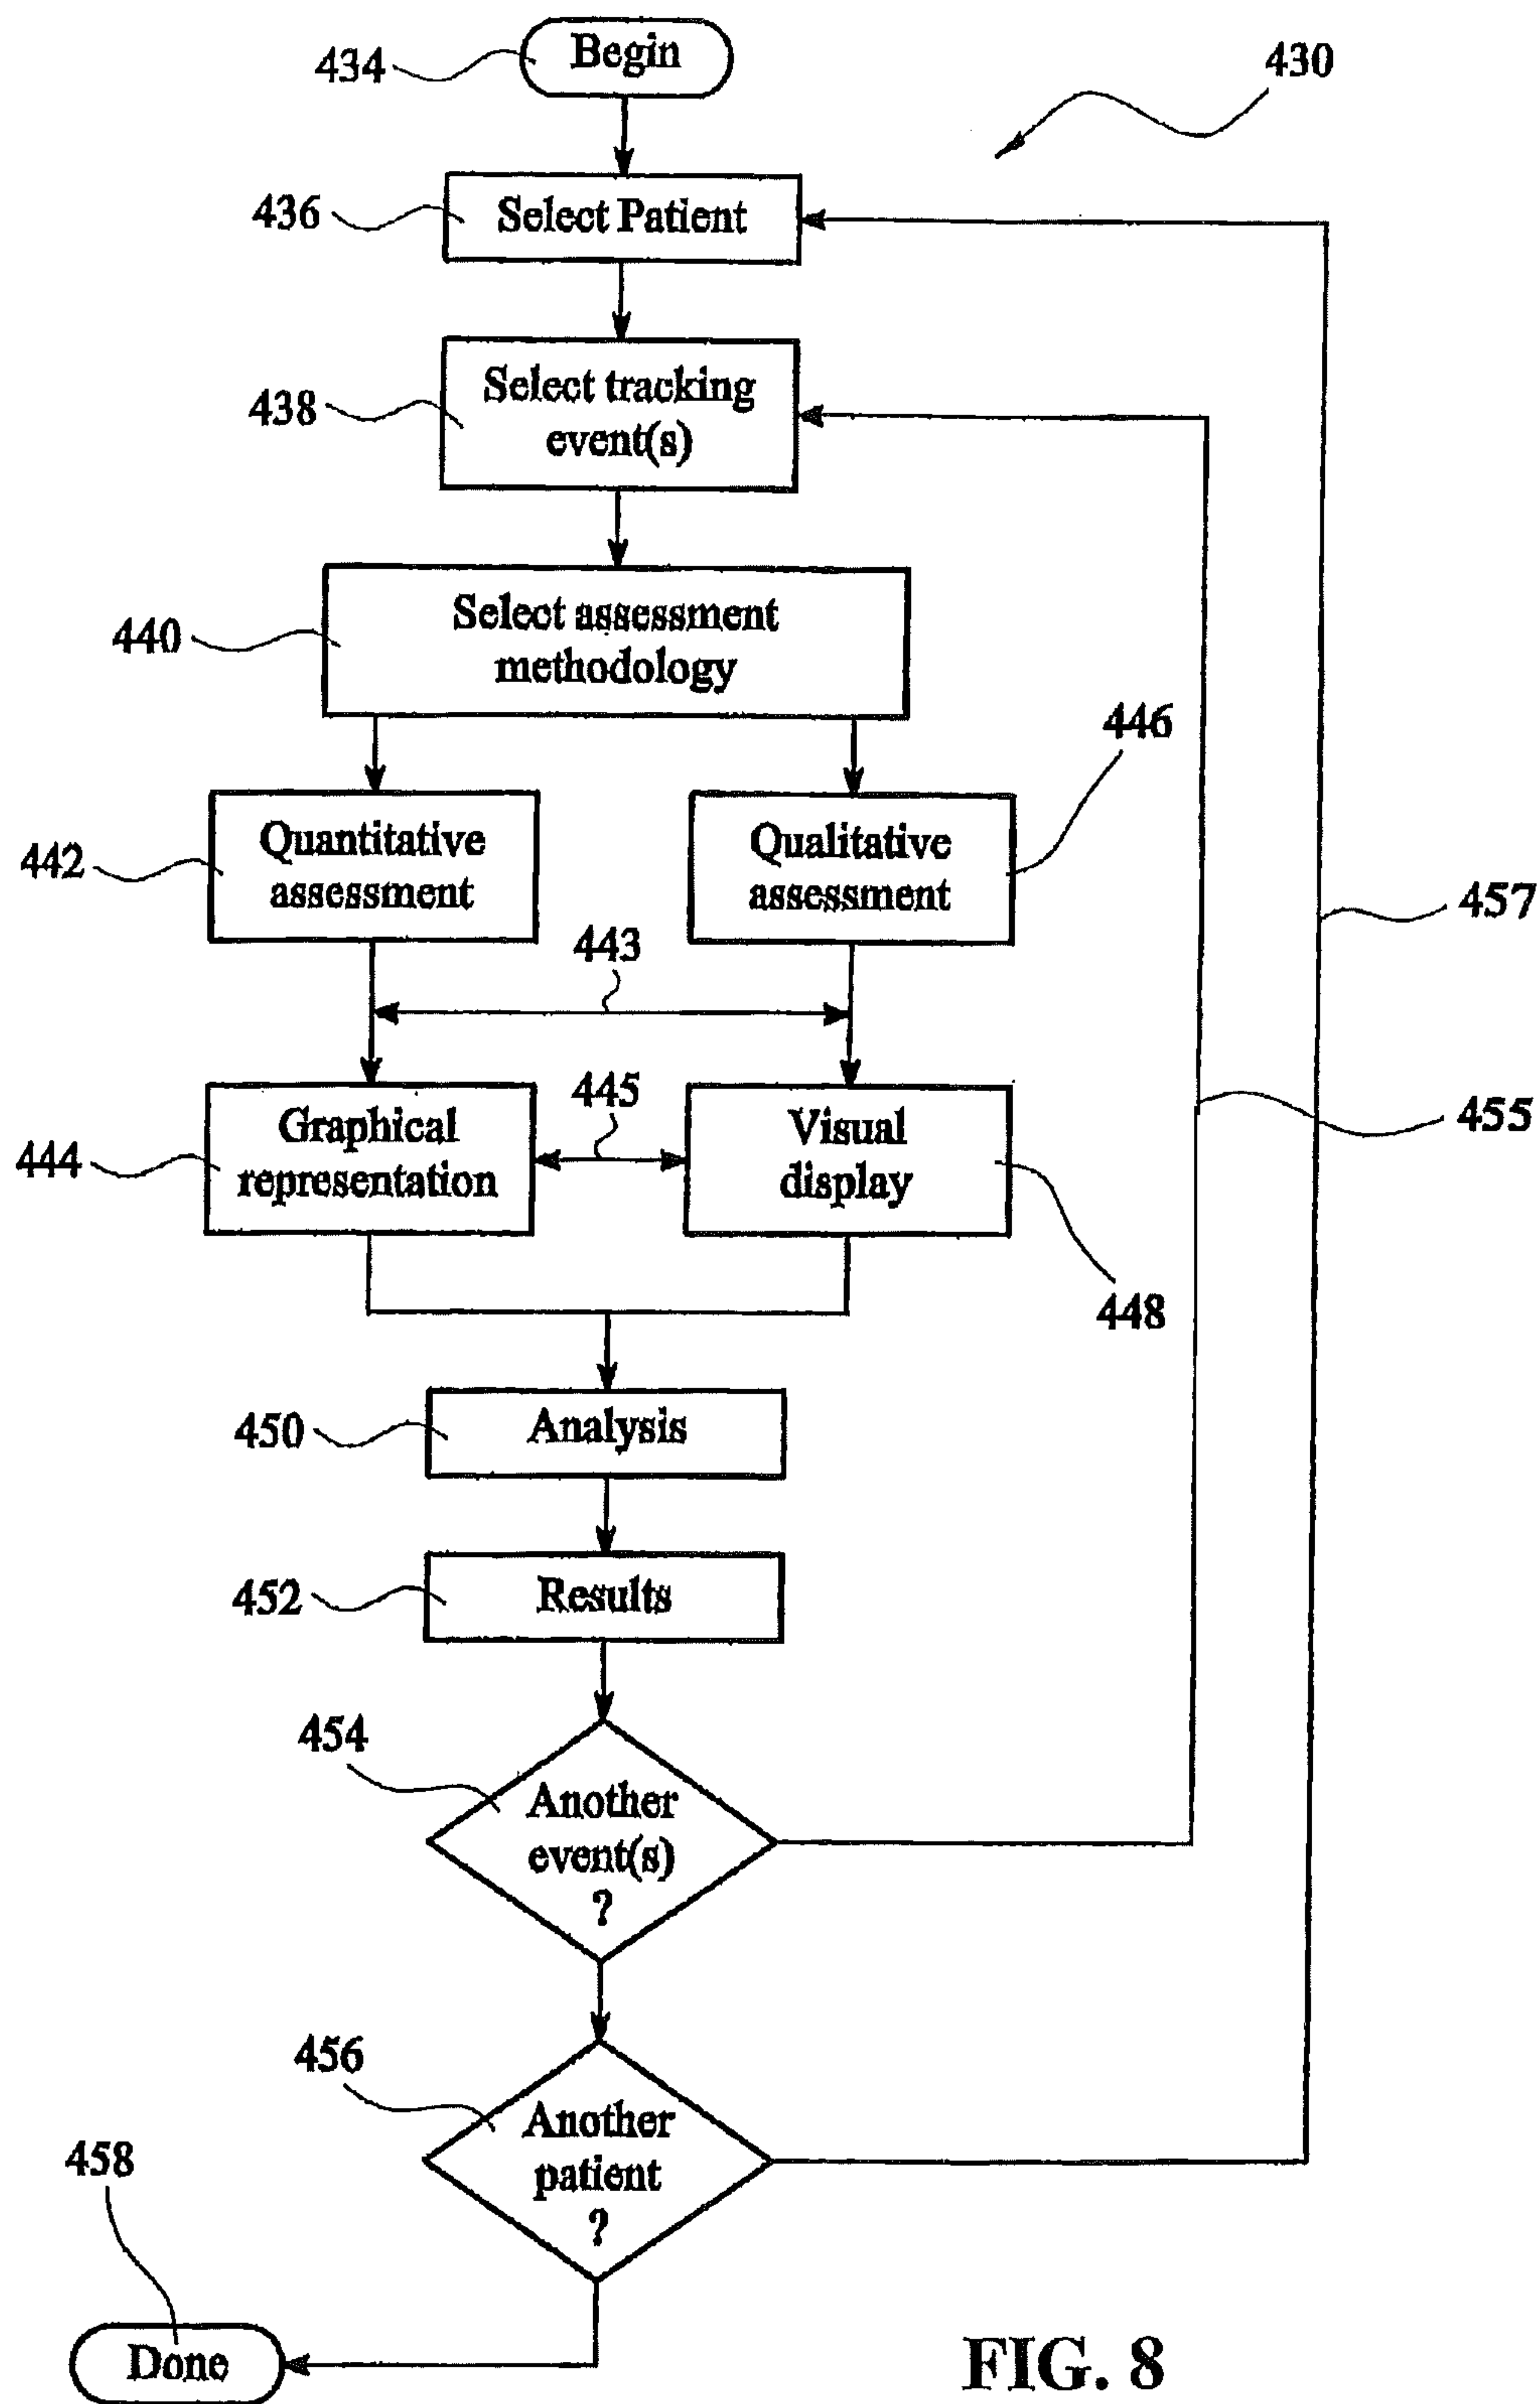 434
Begin
430
436
Select Patient
438
Select tracking
event(s)
440
Select assessment
methodology
446
442
Quantitative
assessment
Qualitative
assessment
457
443
445
444
Graphical
representation
Visual
display
455
448
450
Analysis
452
Results
454
Another
event(s)
?
456
Another
patient
?
458
Done
FIG. 8